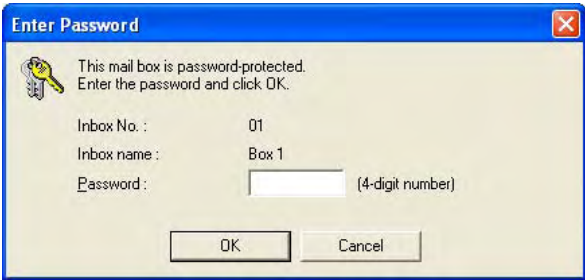 Enter Password
This mail box is password-protected.
Enter the password and click OK.
Inbox No. : 01
Inbox name : Box 1
Password : (4-digit number)
OK Cancel